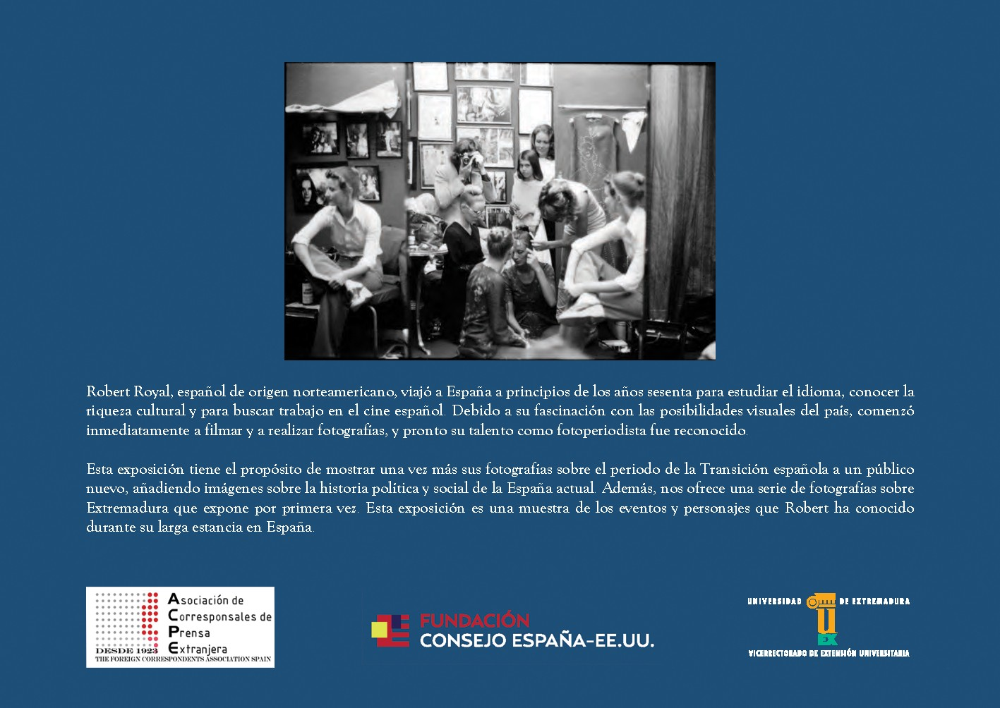 Robert Royal, español de origen norteamericano, viajó a España a principios de los años sesenta para estudiar el idioma, conocer la
riqueza cultural y para buscar trabajo en el cine español. Debido a su fascinación con las posibilidades visuales del país, comenzó
inmediatamente a filmar y a realizar fotografías, y pronto su talento como fotoperiodista fue reconocido.
Esta exposición tiene el propósito de mostrar una vez más sus fotografías sobre el periodo de la Transición española a un público
nuevo, añadiendo imágenes sobre la historia política y social de la España actual. Además, nos ofrece una serie de fotografías sobre
Extremadura que expone por primera vez. Esta exposición es una muestra de los eventos y personajes que Robert ha conocido
durante su larga estancia en España.
Asociación de
Corresponsales de
Prensa
Extranjera
DESDE 1923
THE FOREIGN CORRESPONDENTS ASSOCIATION SPAIN
FUNDACIÓN
CONSEJO ESPAÑA-EE.UU.
UNIVERSIDAD DE EXTREMADURA
UEX
VICERRECTORADO DE EXTENSIÓN UNIVERSITARIA